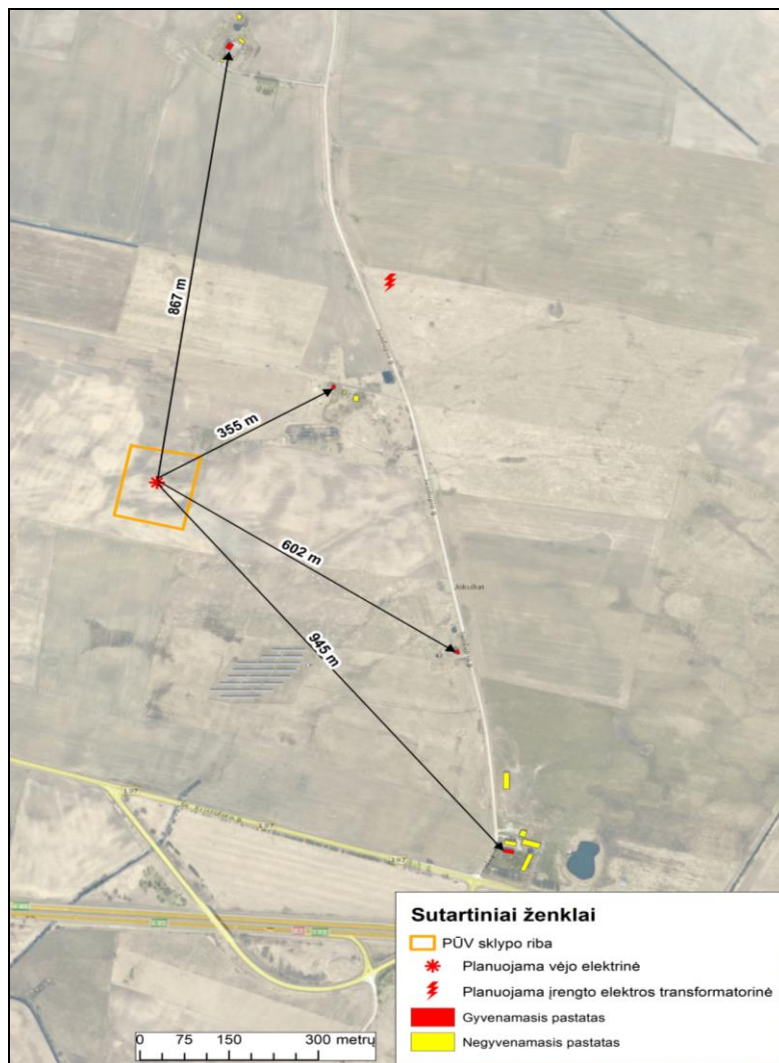 867 m
355 m
602 m
945 m
Sutartiniai ženklai
PŪV sklypo riba
Planuojama vėjo elektrinė
Planuojama įrengto elektros transformatorinė
Gyvenamasis pastatas
Negyvenamasis pastatas
0 75 150 300 metrų